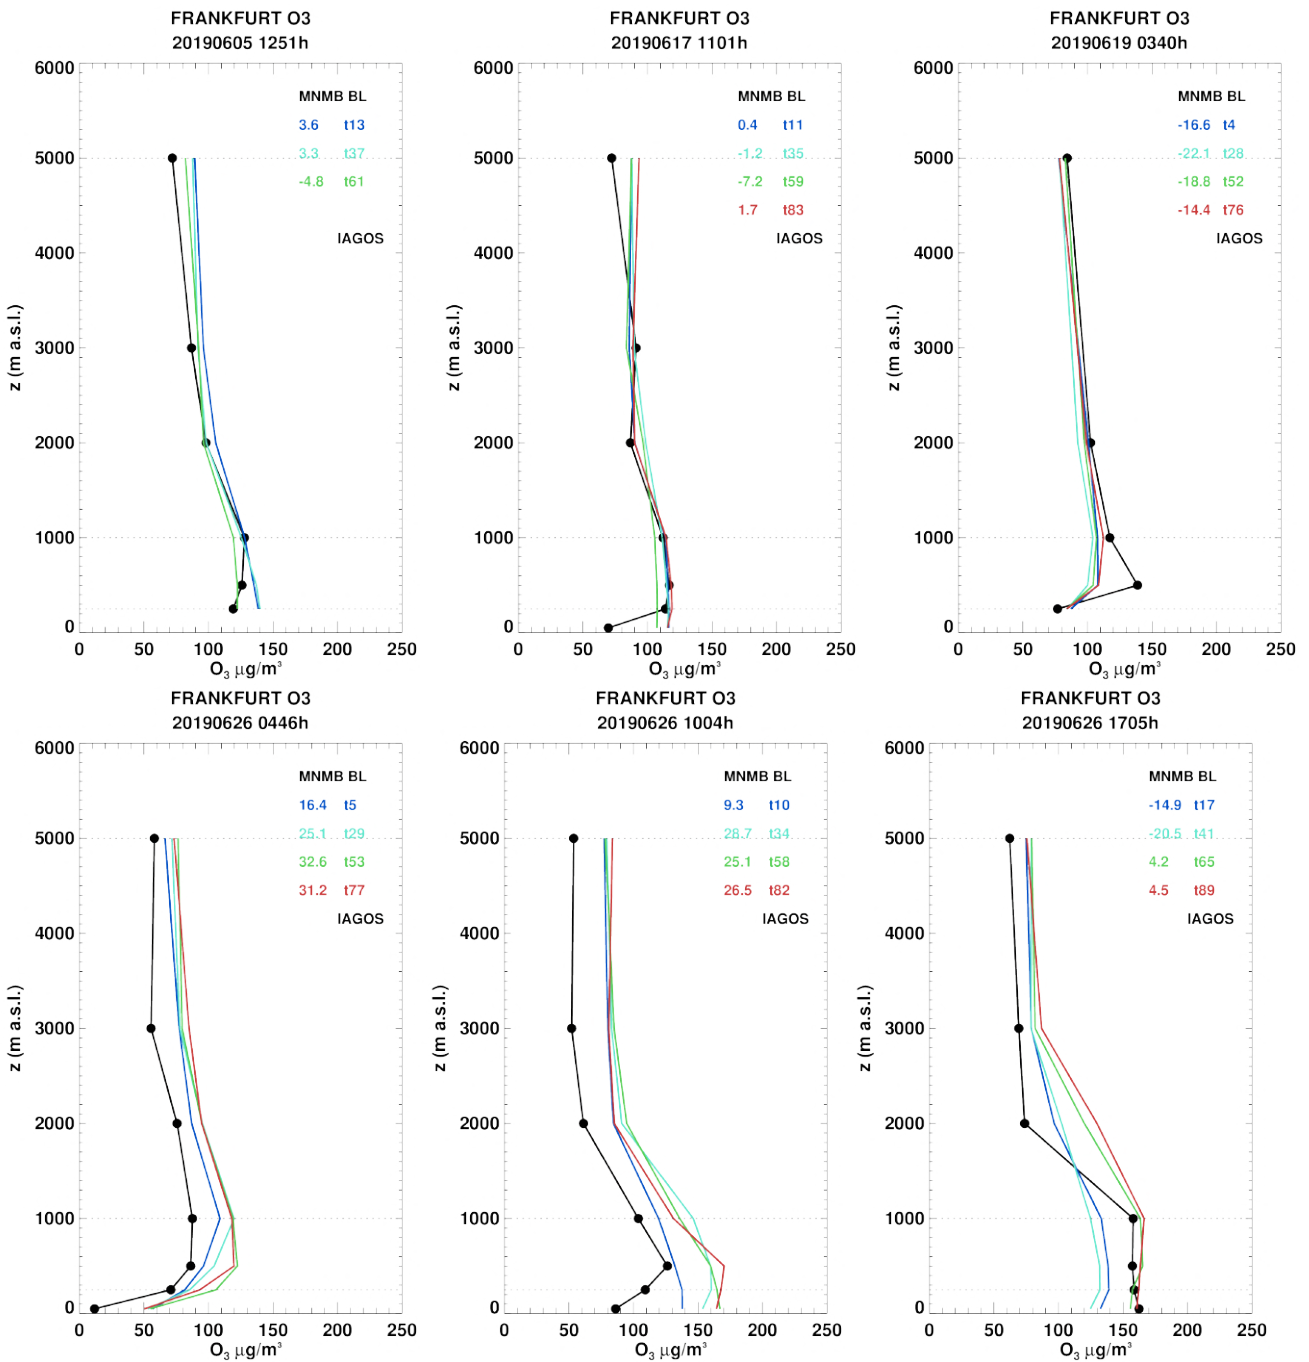 FRANKFURT O3
20190605 1251h
6000
5000
4000
3000
2000
1000
0
z (m a.s.l.)
MNMB BL
3.6 t13
3.3 t37
-4.8 t61
IAGOS
0 50 100 150 200 250
O₃ μg/m³
FRANKFURT O3
20190617 1101h
6000
5000
4000
3000
2000
1000
0
z (m a.s.l.)
MNMB BL
0.4 t11
-1.2 t35
-7.2 t59
1.7 t83
IAGOS
0 50 100 150 200 250
O₃ μg/m³
FRANKFURT O3
20190619 0340h
6000
5000
4000
3000
2000
1000
0
z (m a.s.l.)
MNMB BL
-16.6 t4
-22.1 t28
-18.8 t52
-14.4 t76
IAGOS
0 50 100 150 200 250
O₃ μg/m³
FRANKFURT O3
20190626 0446h
6000
5000
4000
3000
2000
1000
0
z (m a.s.l.)
MNMB BL
16.4 t5
25.1 t29
32.6 t53
31.2 t77
IAGOS
0 50 100 150 200 250
O₃ μg/m³
FRANKFURT O3
20190626 1004h
6000
5000
4000
3000
2000
1000
0
z (m a.s.l.)
MNMB BL
9.3 t10
28.7 t34
25.1 t58
26.5 t82
IAGOS
0 50 100 150 200 250
O₃ μg/m³
FRANKFURT O3
20190626 1705h
6000
5000
4000
3000
2000
1000
0
z (m a.s.l.)
MNMB BL
-14.9 t17
-20.5 t41
4.2 t65
4.5 t89
IAGOS
0 50 100 150 200 250
O₃ μg/m³